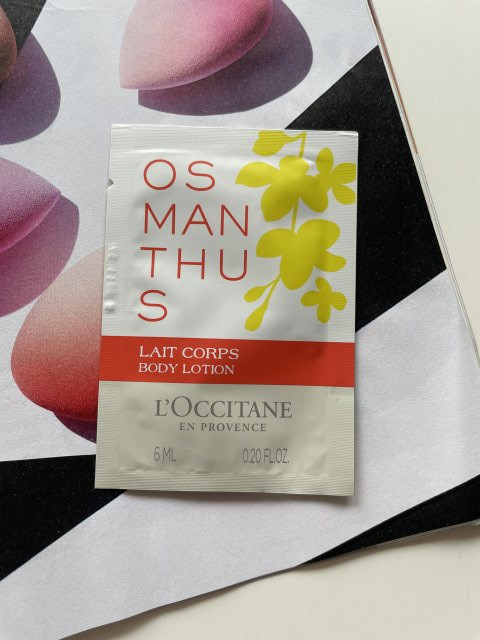 OS
MAN
THU
S
LAIT CORPS
BODY LOTION
L'OCCITANE
EN PROVENCE
6 ML 0.20 FL.OZ.